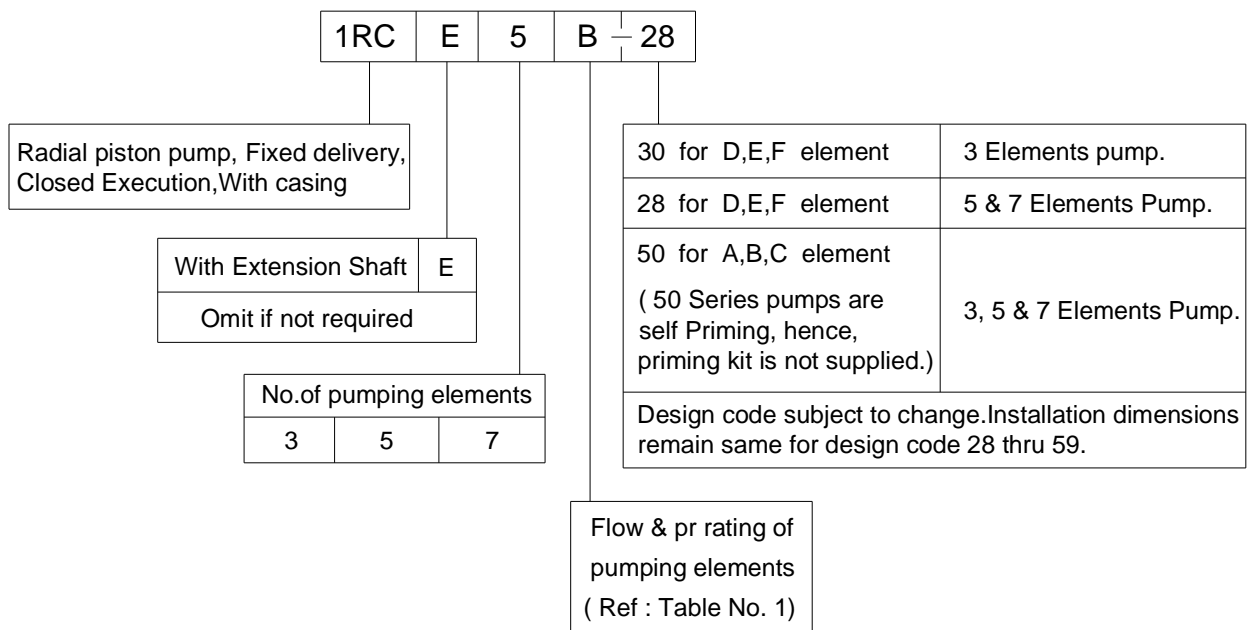 1RC E 5 B - 28
Radial piston pump, Fixed delivery,
Closed Execution,With casing
With Extension Shaft E
Omit if not required
No.of pumping elements
3 5 7
30 for D,E,F element 3 Elements pump.
28 for D,E,F element 5 & 7 Elements Pump.
50 for A,B,C element
( 50 Series pumps are
self Priming, hence,
priming kit is not supplied.)
3, 5 & 7 Elements Pump.
Design code subject to change.Installation dimensions
remain same for design code 28 thru 59.
Flow & pr rating of
pumping elements
( Ref : Table No. 1)